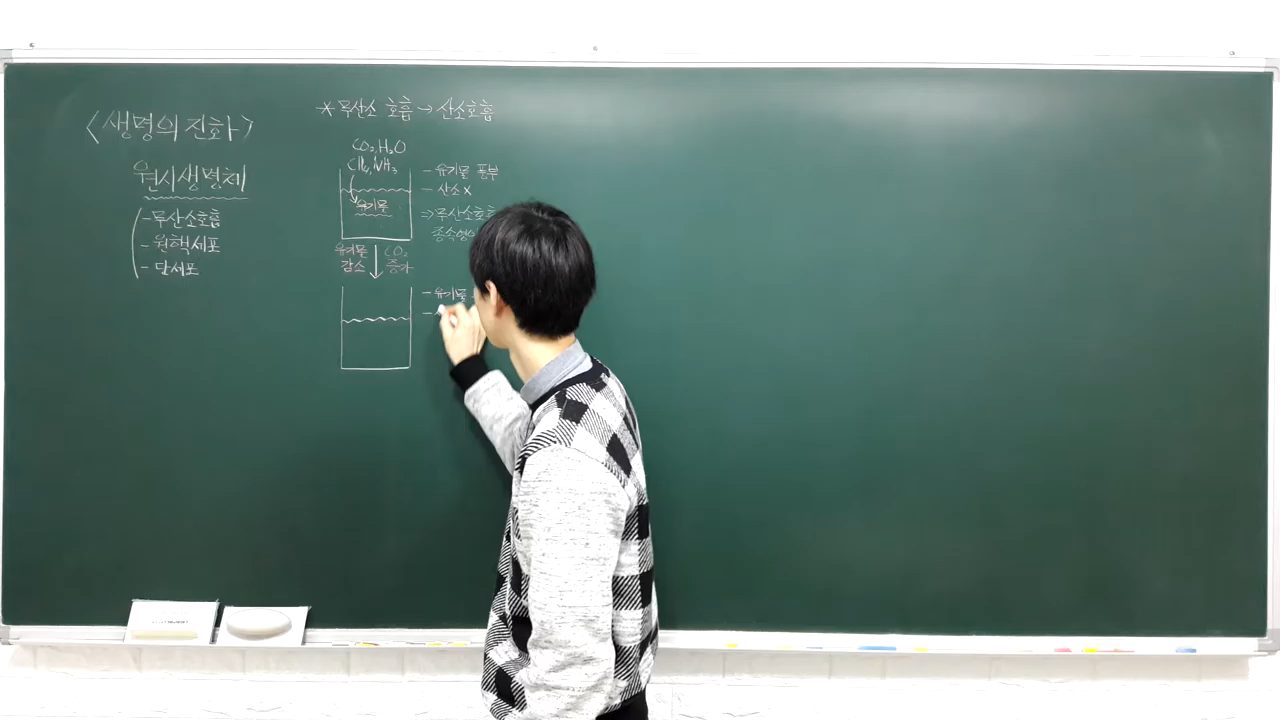 <생명의 진화>
원시생명체
- 무산소호흡
- 원핵세포
- 단세포
* 무산소 호흡 → 산소호흡
CO₂, H₂O
CH₄, NH₃
유기물
- 유기물 풍부
- 산소 x
⇒ 무산소호흡
종속영양
유기물 감소
CO₂ 증가
- 유기물
-